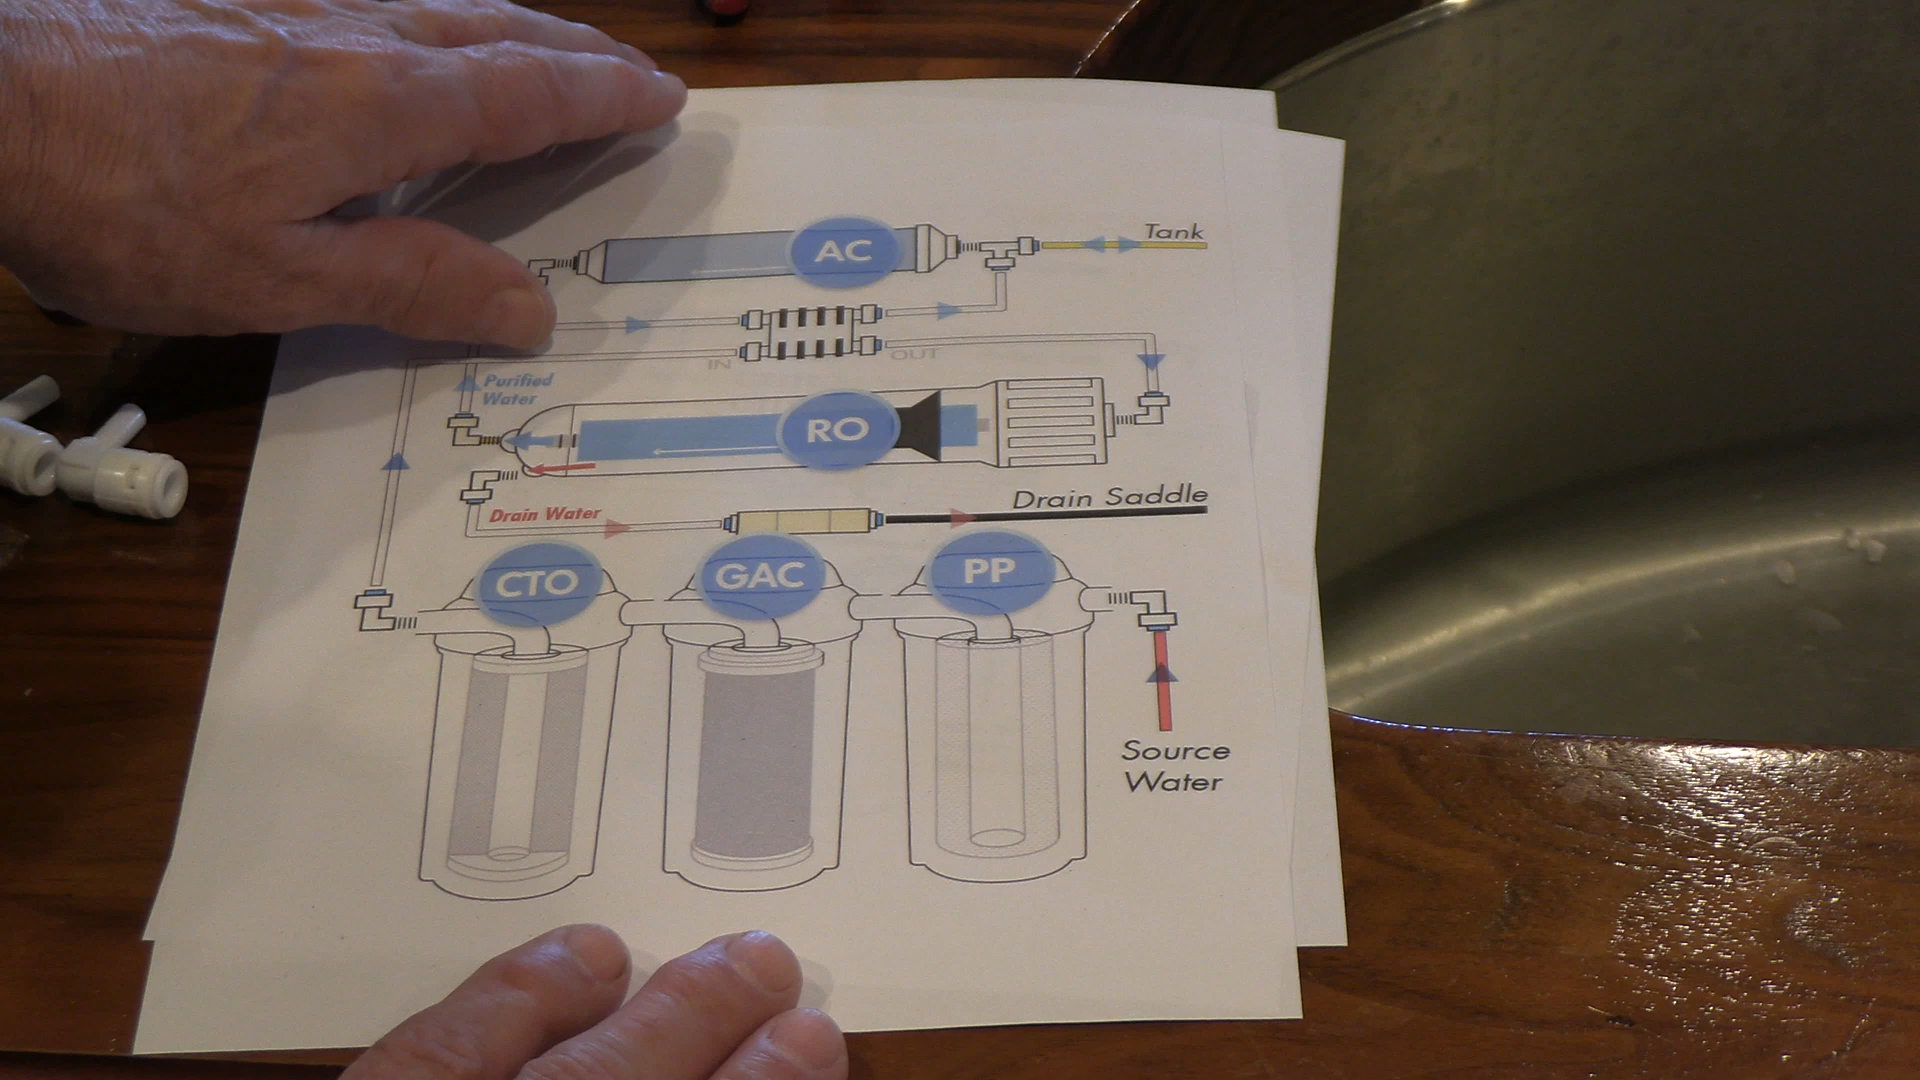 AC
Tank
IN
OUT
Purified
Water
RO
Drain Saddle
Drain Water
CTO
GAC
PP
Source
Water